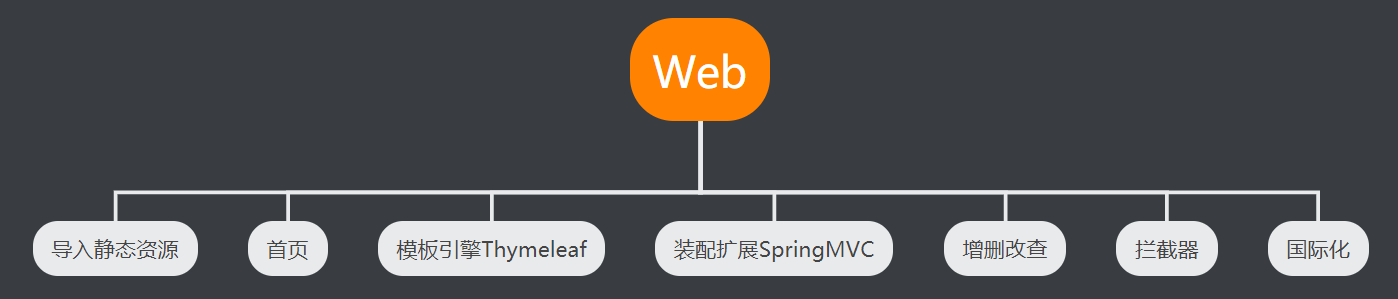 Web
导入静态资源
首页
模板引擎Thymeleaf
装配扩展SpringMVC
增删改查
拦截器
国际化